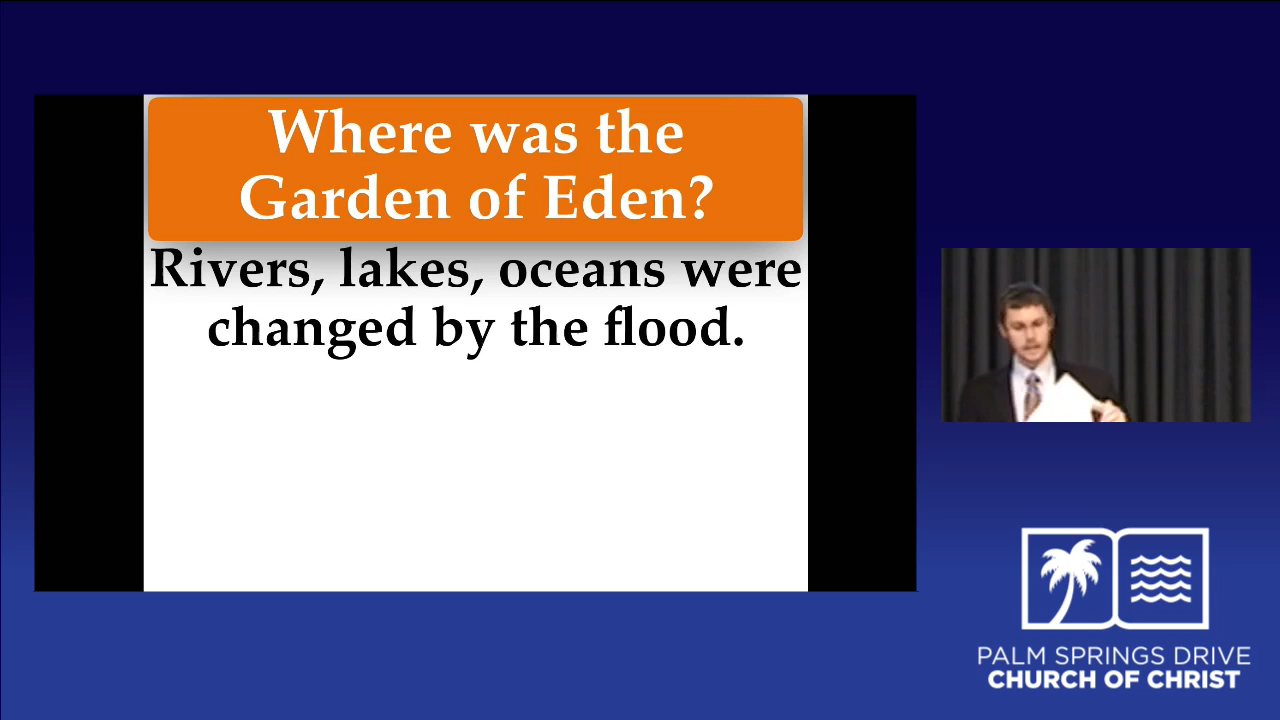 Where was the
Garden of Eden?
Rivers, lakes, oceans were
changed by the flood.
PALM SPRINGS DRIVE
CHURCH OF CHRIST